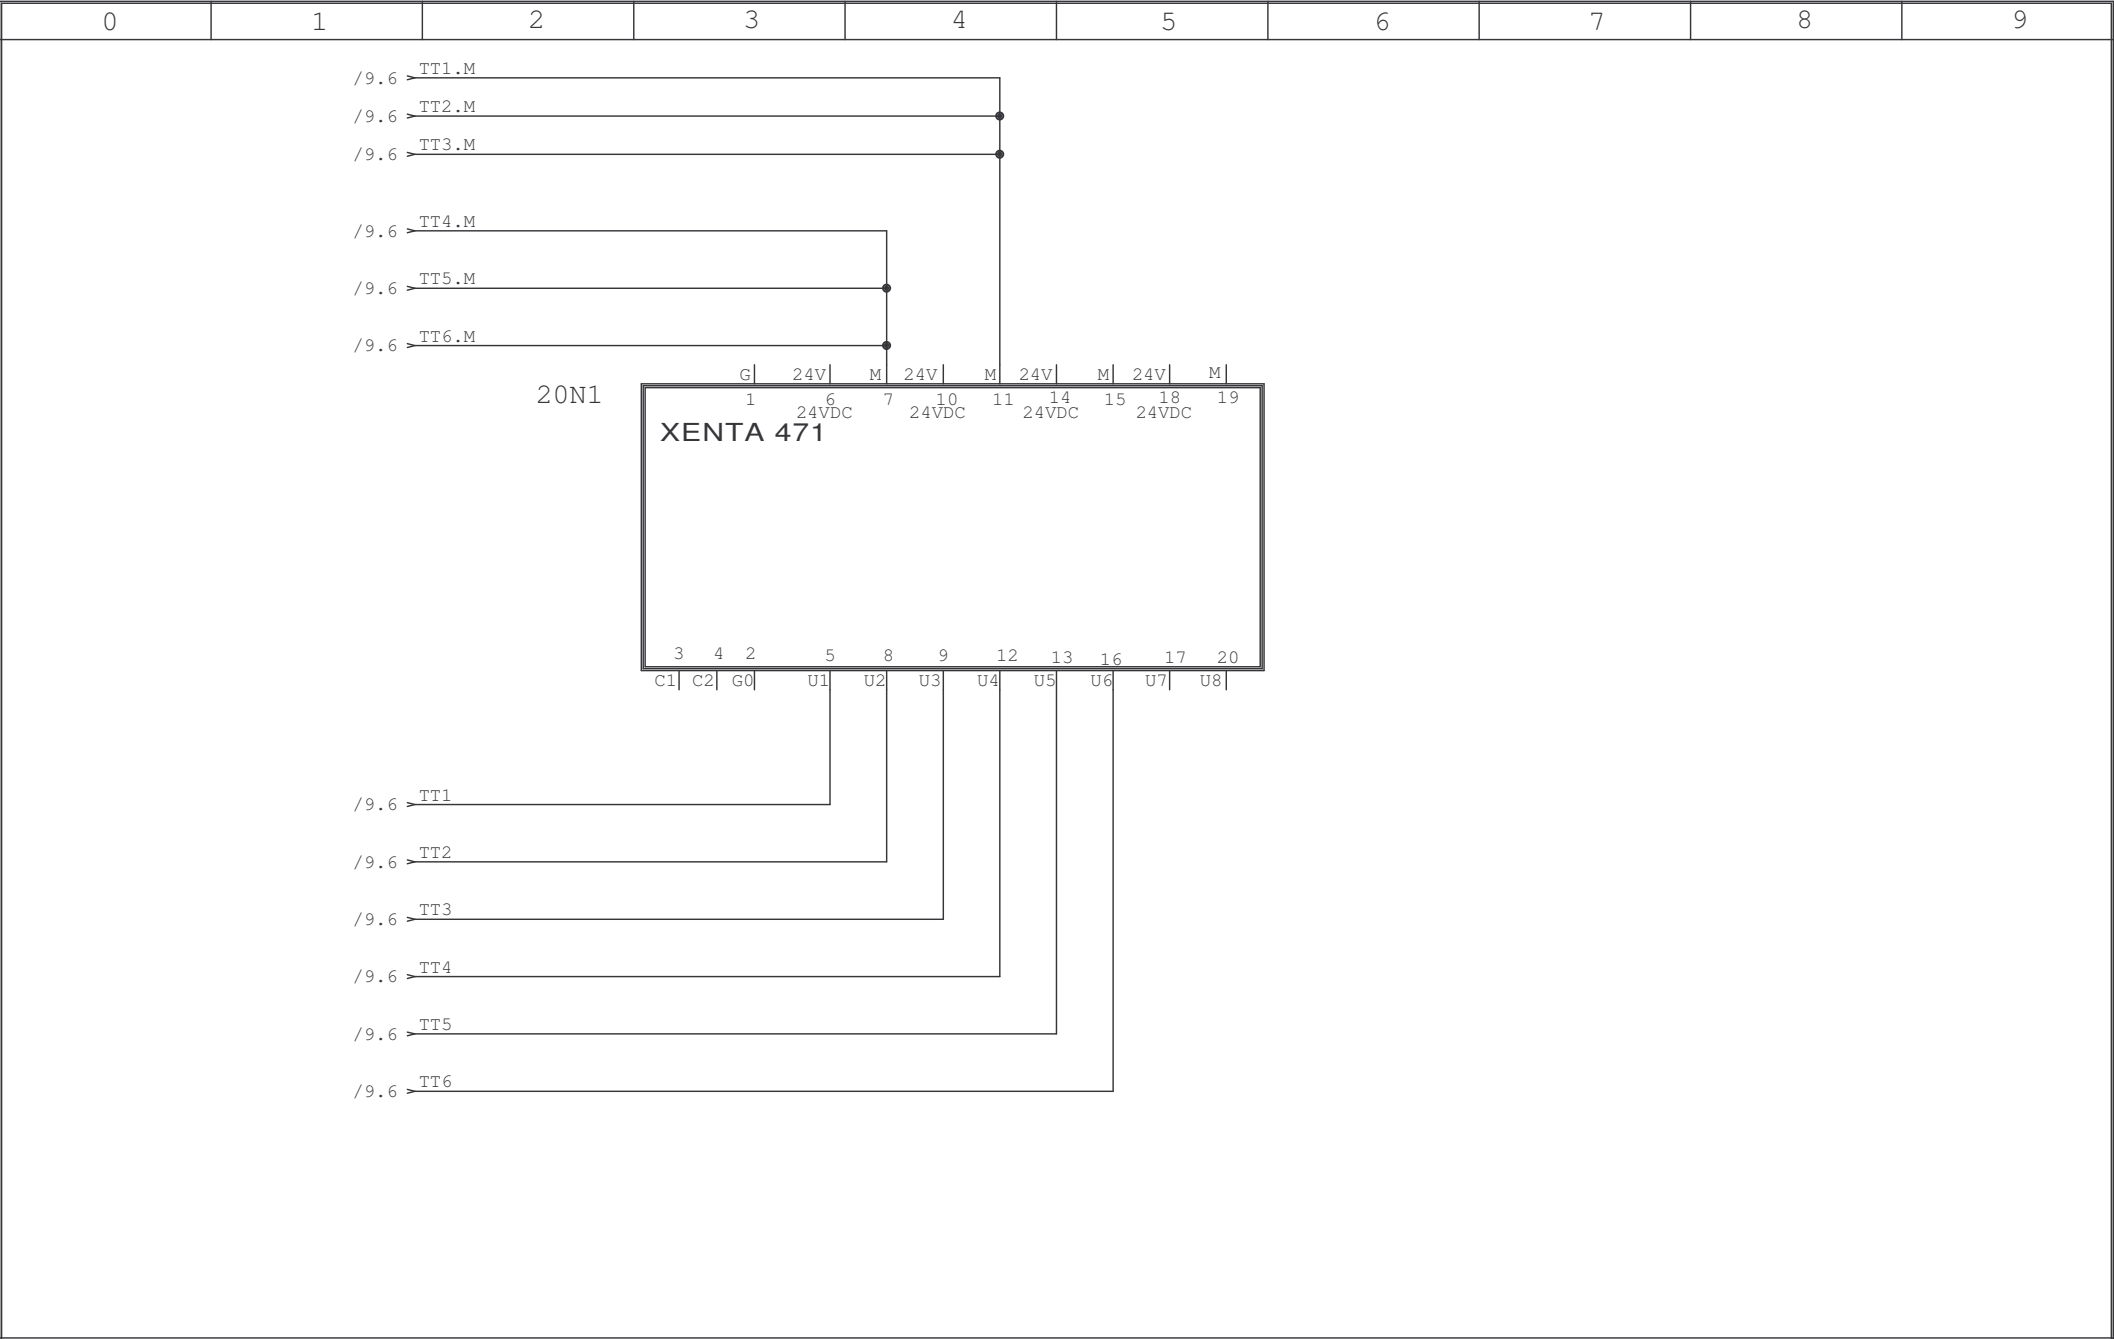 0 1 2 3 4 5 6 7 8 9
/9.6 TT1.M
/9.6 TT2.M
/9.6 TT3.M
/9.6 TT4.M
/9.6 TT5.M
/9.6 TT6.M
G 24V M 24V M 24V M 24V M
20N1
1 6 7 10 11 14 15 18 19
24VDC 24VDC 24VDC 24VDC
XENTA 471
3 4 2 5 8 9 12 13 16 17 20
C1 C2 G0 U1 U2 U3 U4 U5 U6 U7 U8
/9.6 TT1
/9.6 TT2
/9.6 TT3
/9.6 TT4
/9.6 TT5
/9.6 TT6